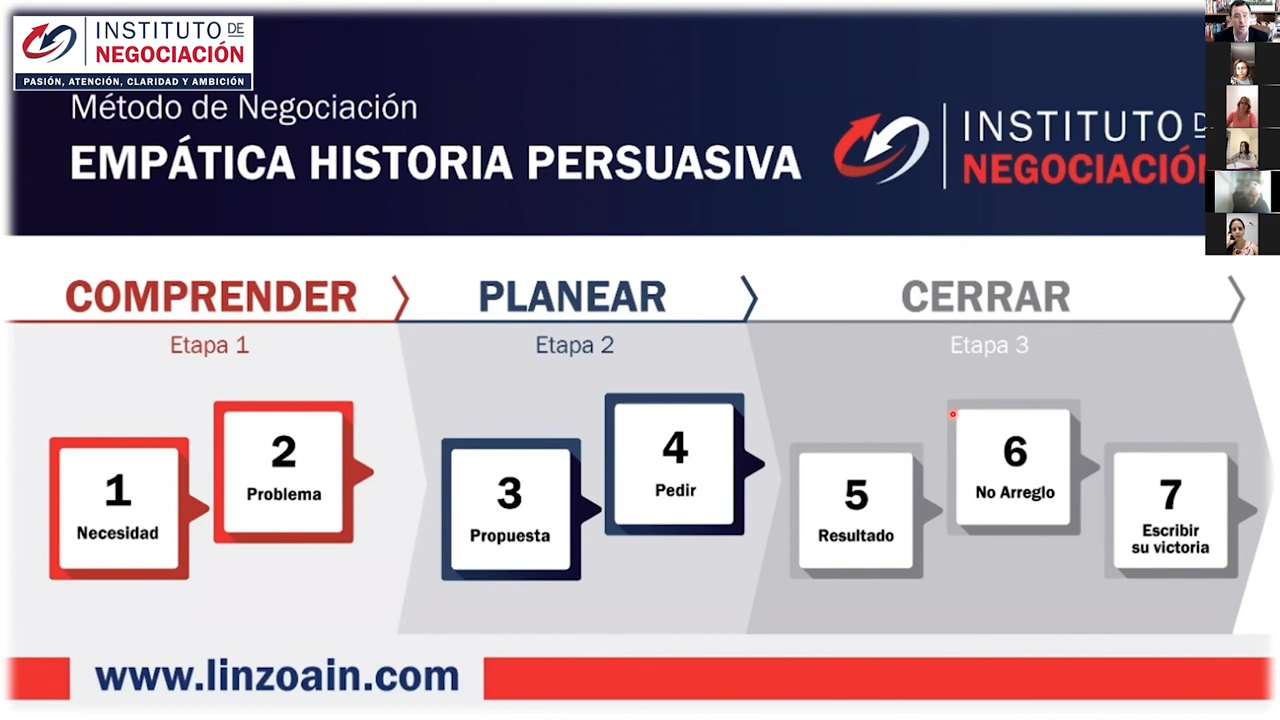 INSTITUTO DE
NEGOCIACIÓN
PASIÓN, ATENCIÓN, CLARIDAD Y AMBICIÓN
Método de Negociación
EMPÁTICA HISTORIA PERSUASIVA
INSTITUTO D
NEGOCIACIÓN
COMPRENDER
PLANEAR
CERRAR
Etapa 1
Etapa 2
Etapa 3
1
Necesidad
2
Problema
3
Propuesta
4
Pedir
5
Resultado
6
No Arreglo
7
Escribir
su victoria
www.linzoain.com